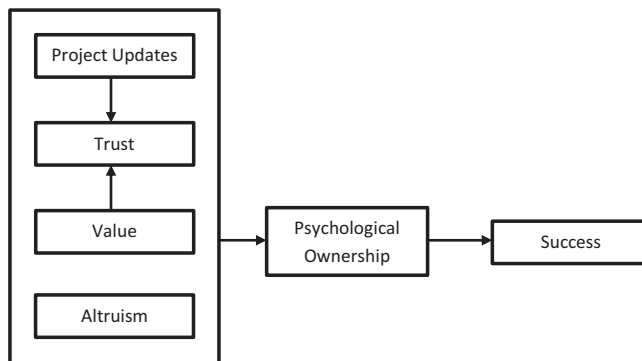 Project Updates
Trust
Value
Altruism
Psychological
Ownership
Success